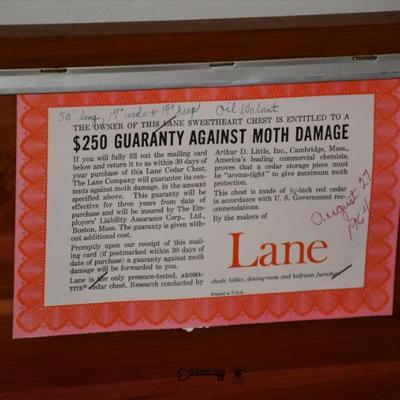 50" long, 19" wide & 19" deep Oil Walnut
THE OWNER OF THIS LANE SWEETHEART CHEST IS ENTITLED TO A
$250 GUARANTY AGAINST MOTH DAMAGE
If you will fully fill out the mailing card
below and return it to us within 30 days of
your purchase of this Lane Cedar Chest,
The Lane Company will guarantee its con-
tents against moth damage, in the amount
specified above. This guaranty will be
effective for three years from date of
purchase and will be insured by The Em-
ployers' Liability Assurance Corp., Ltd.,
Boston, Mass. The guaranty is given with-
out additional cost.
Promptly upon our receipt of this mail-
ing card (if postmarked within 30 days
of date of purchase) a guaranty against moth
damage will be forwarded to you.
Lane is the only pressure-tested, AROMA-
TITE® cedar chest. Research conducted by
Arthur D. Little, Inc., Cambridge, Mass.,
America's leading commercial chemists,
proves that a cedar storage piece must
be "aroma-tight" to give maximum moth
protection.
This chest is made of ¾-inch red cedar
in accordance with U. S. Government rec-
ommendations.
By the makers of
Lane
chests, tables, dining-room and bedroom furniture
Printed in U.S.A.
August 27